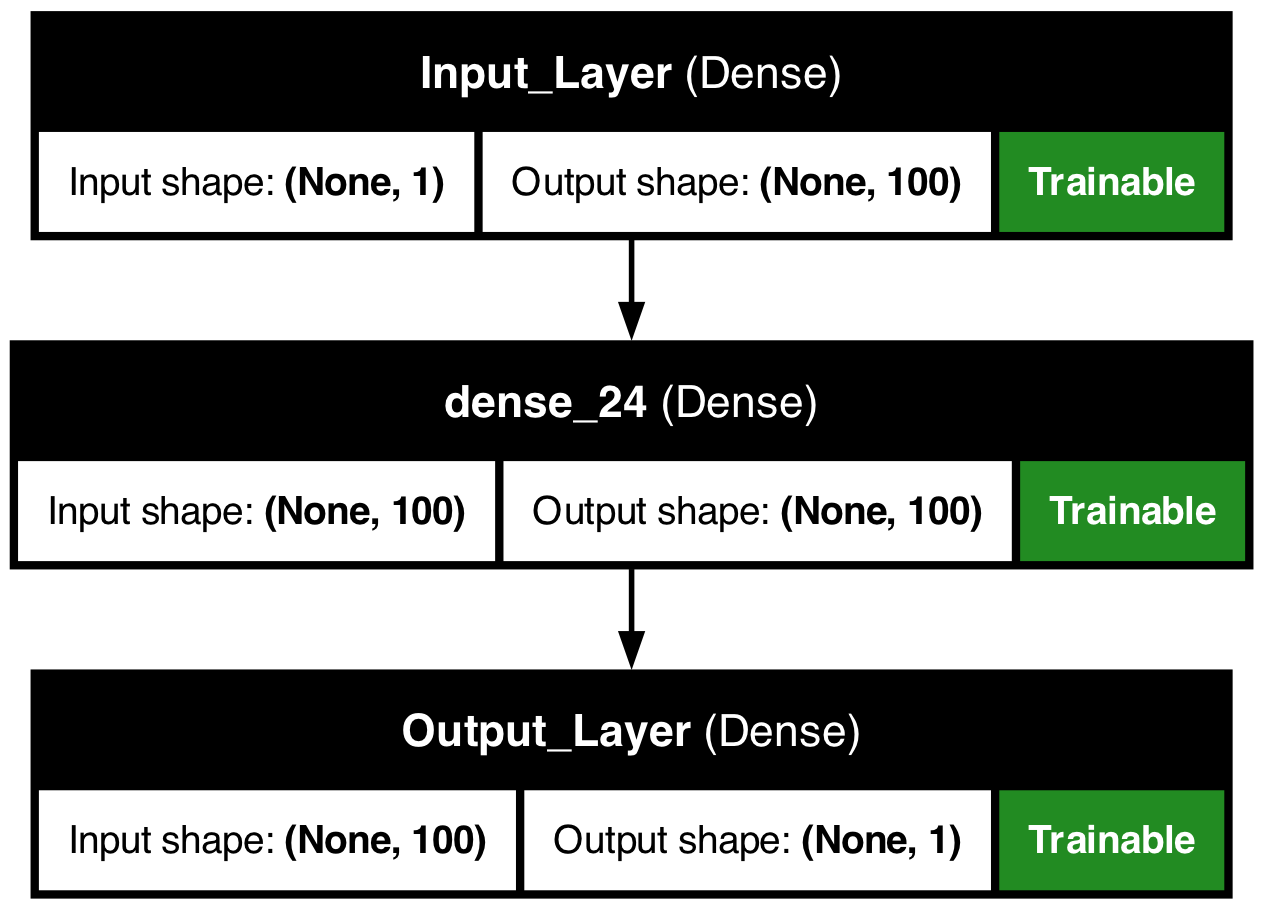 Input_Layer (Dense)
Input shape: (None, 1) Output shape: (None, 100) Trainable
dense_24 (Dense)
Input shape: (None, 100) Output shape: (None, 100) Trainable
Output_Layer (Dense)
Input shape: (None, 100) Output shape: (None, 1) Trainable